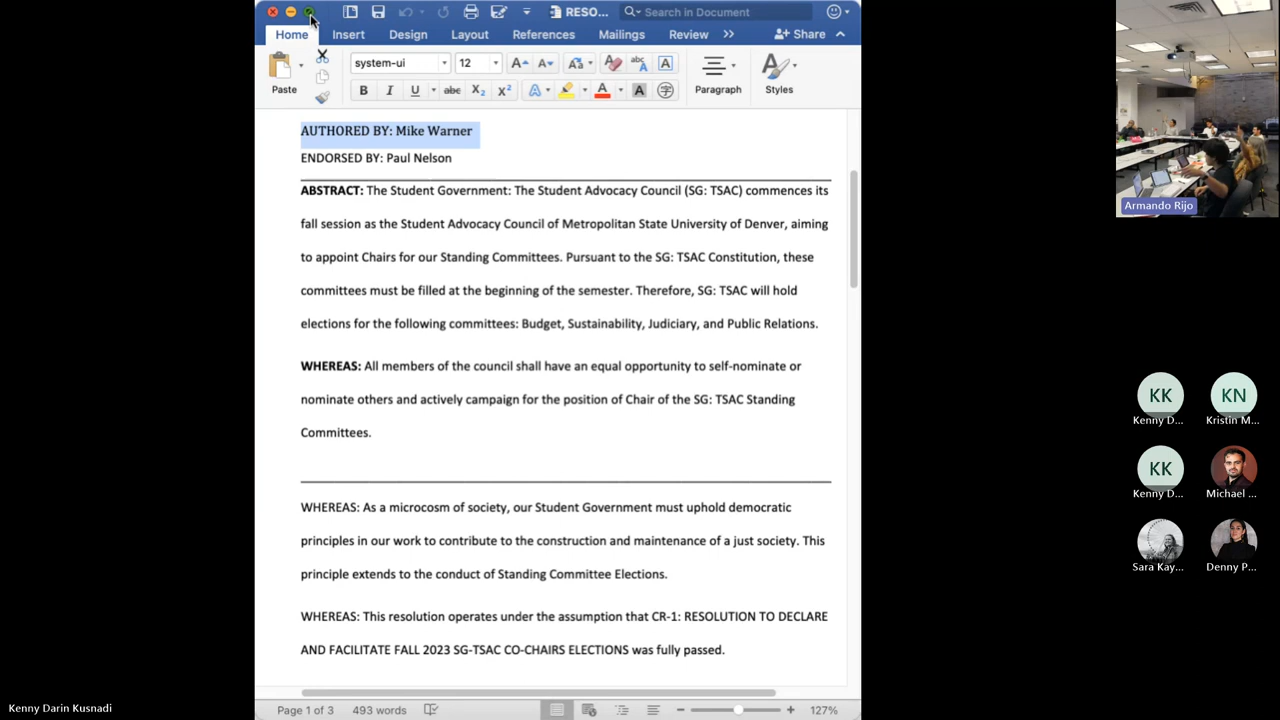 RESO...
Search in Document
Home
Insert
Design
Layout
References
Mailings
Review
Share
Paste
system-ui
12
Paragraph
Styles
AUTHORED BY: Mike Warner
ENDORSED BY: Paul Nelson
ABSTRACT: The Student Government: The Student Advocacy Council (SG: TSAC) commences its
fall session as the Student Advocacy Council of Metropolitan State University of Denver, aiming
to appoint Chairs for our Standing Committees. Pursuant to the SG: TSAC Constitution, these
committees must be filled at the beginning of the semester. Therefore, SG: TSAC will hold
elections for the following committees: Budget, Sustainability, Judiciary, and Public Relations.
WHEREAS: All members of the council shall have an equal opportunity to self-nominate or
nominate others and actively campaign for the position of Chair of the SG: TSAC Standing
Committees.
WHEREAS: As a microcosm of society, our Student Government must uphold democratic
principles in our work to contribute to the construction and maintenance of a just society. This
principle extends to the conduct of Standing Committee Elections.
WHEREAS: This resolution operates under the assumption that CR-1: RESOLUTION TO DECLARE
AND FACILITATE FALL 2023 SG-TSAC CO-CHAIRS ELECTIONS was fully passed.
Page 1 of 3
493 words
127%
Armando Rijo
KK
KN
Kenny D...
Kristin M...
KK
Kenny D...
Michael ...
Sara Kay...
Denny P...
Kenny Darin Kusnadi